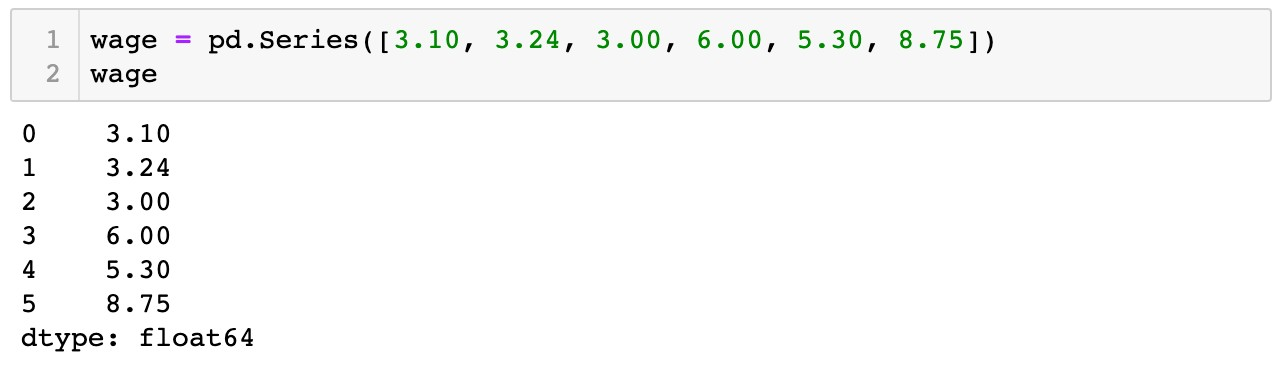 1 wage = pd.Series([3.10, 3.24, 3.00, 6.00, 5.30, 8.75])
2 wage
0 3.10
1 3.24
2 3.00
3 6.00
4 5.30
5 8.75
dtype: float64